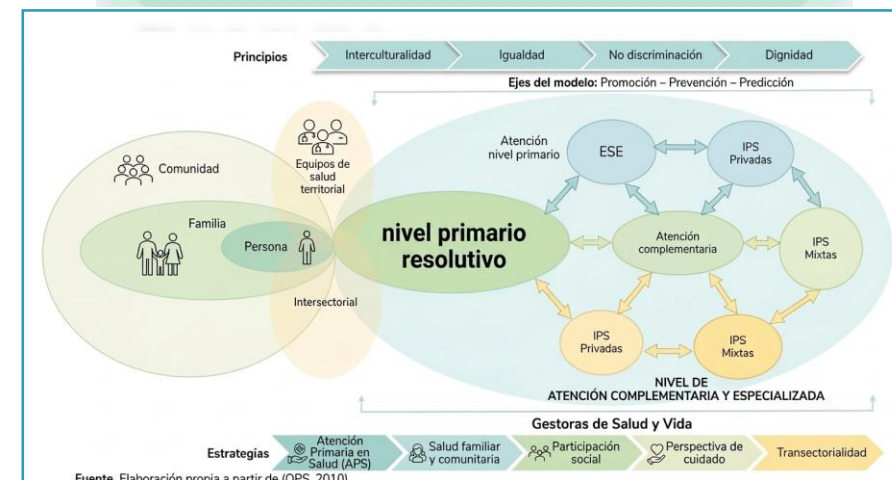 Principios
Interculturalidad
Igualdad
No discriminación
Dignidad
Ejes del modelo: Promoción – Prevención – Predicción
Comunidad
Familia
Persona
Equipos de
salud
territorial
Intersectorial
nivel primario
resolutivo
Atención
nivel primario
ESE
IPS
Privadas
Atención
complementaria
IPS
Mixtas
IPS
Privadas
IPS
Mixtas
NIVEL DE
ATENCIÓN COMPLEMENTARIA Y ESPECIALIZADA
Gestoras de Salud y Vida
Estrategias
Atención
Primaria en
Salud (APS)
Salud familiar
y comunitaria
Participación
social
Perspectiva de
cuidado
Transectorialidad
Fuente. Elaboración propia a partir de (OPS, 2010)